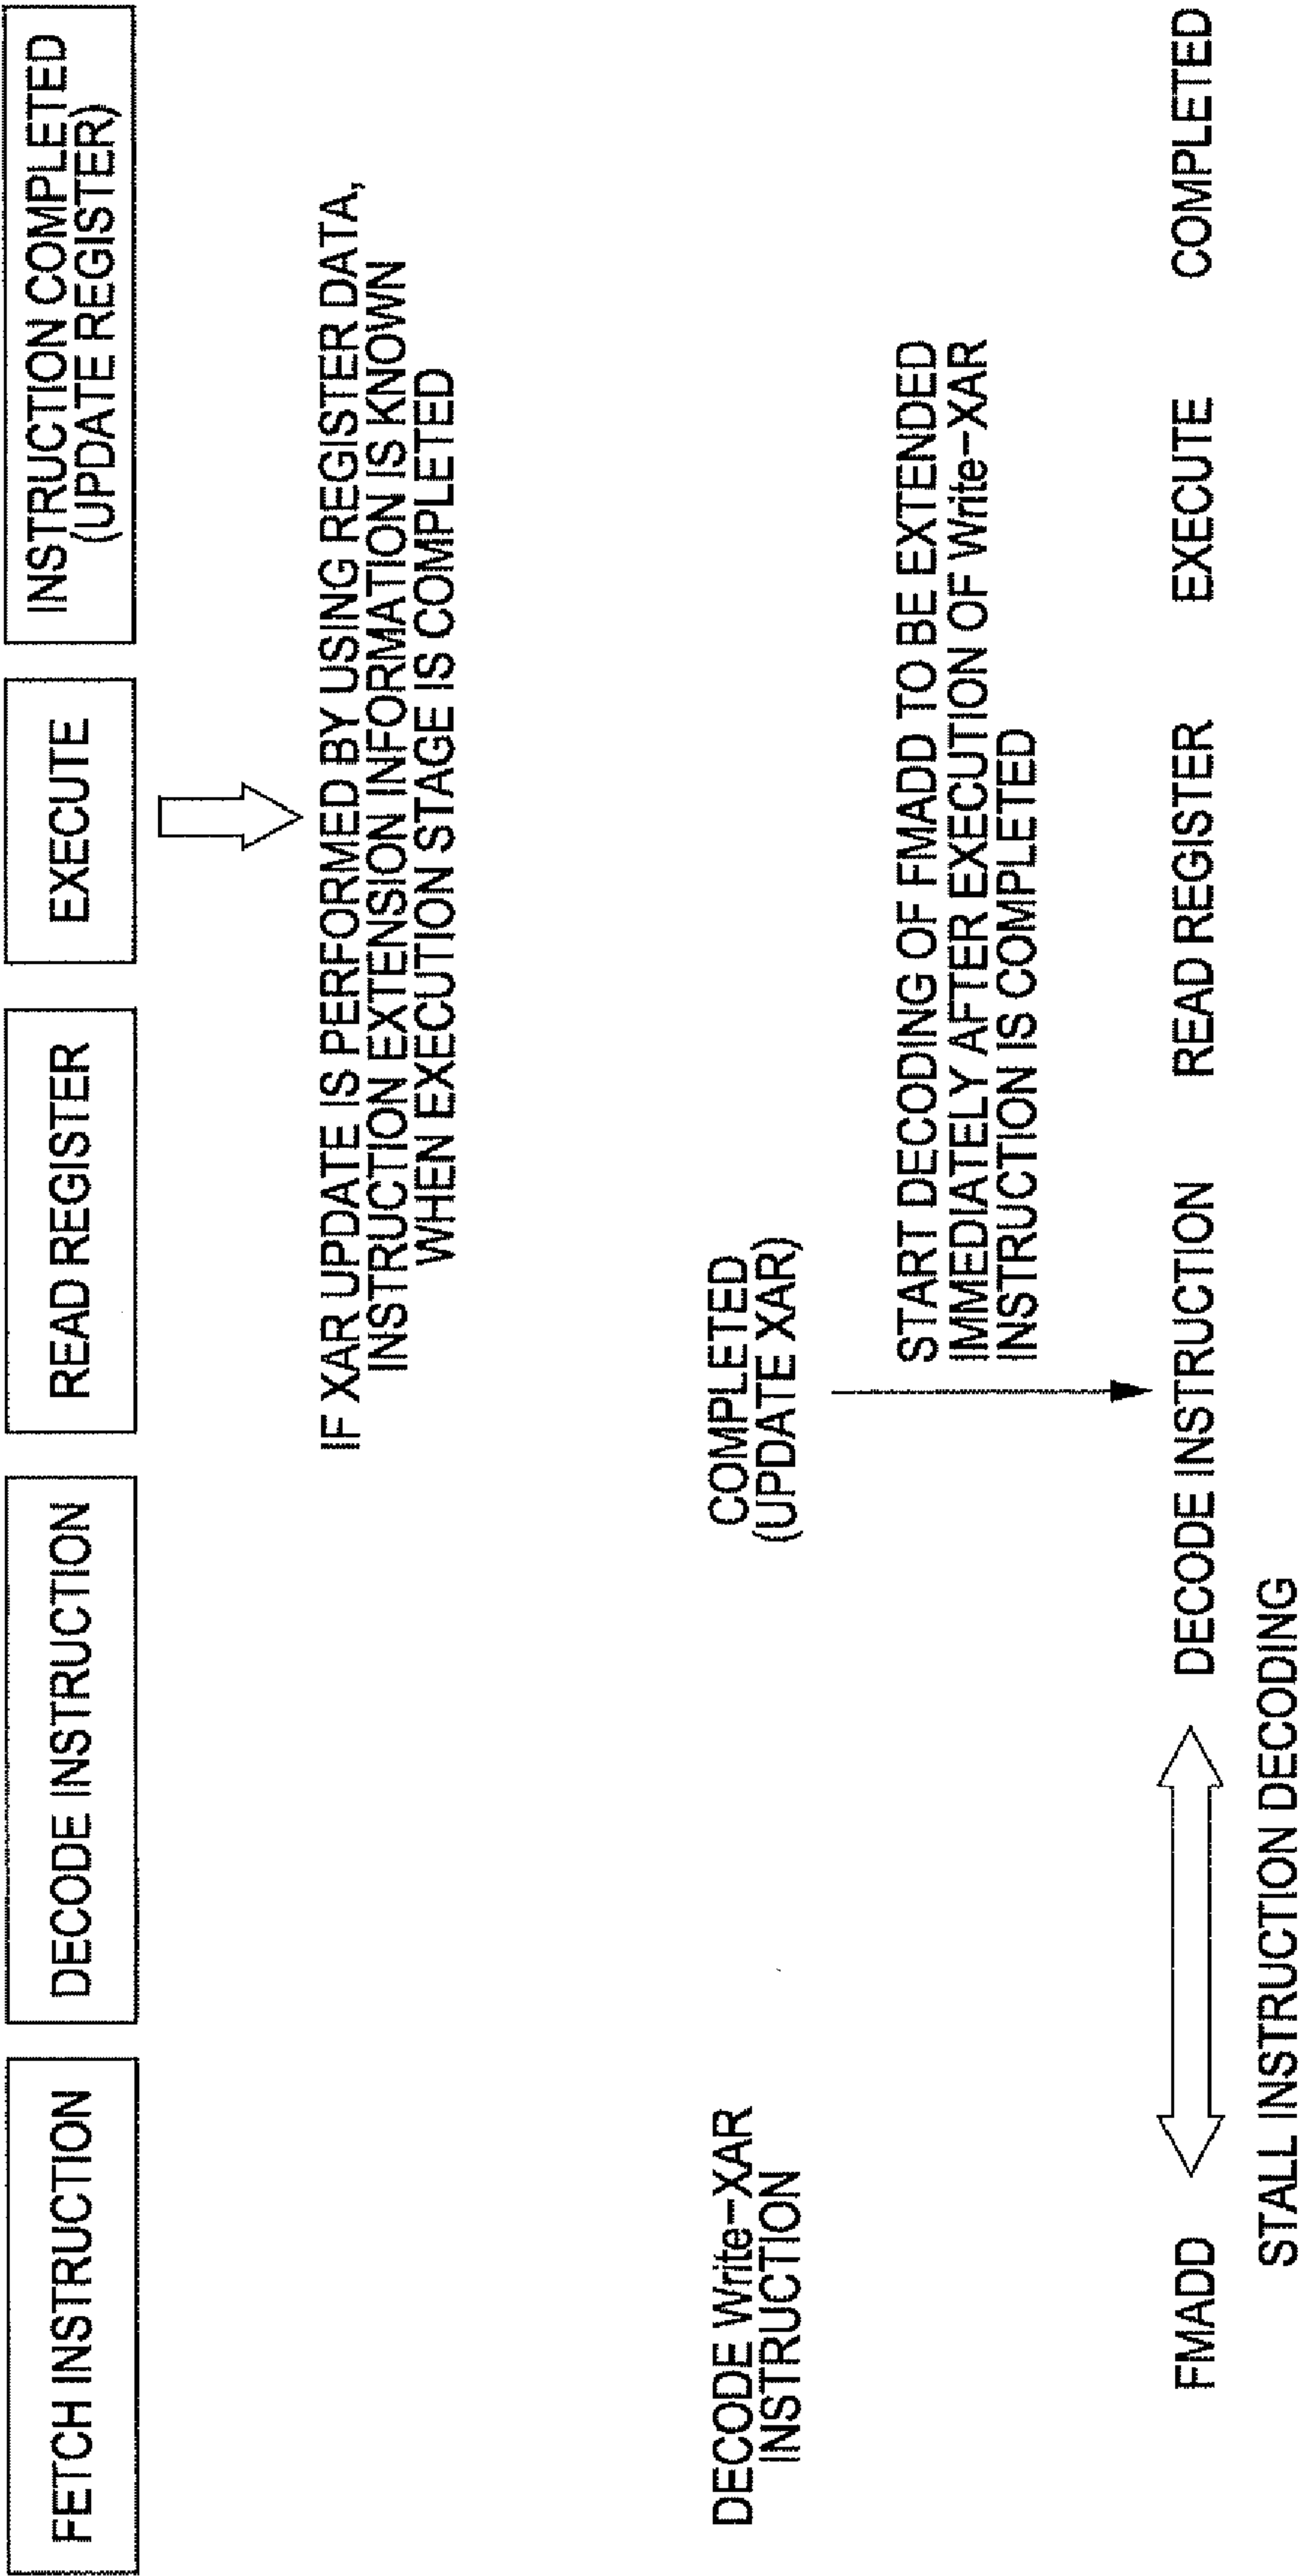 FETCH INSTRUCTION
DECODE INSTRUCTION
READ REGISTER
EXECUTE
INSTRUCTION COMPLETED
(UPDATE REGISTER)
IF XAR UPDATE IS PERFORMED BY USING REGISTER DATA,
INSTRUCTION EXTENSION INFORMATION IS KNOWN
WHEN EXECUTION STAGE IS COMPLETED
DECODE Write-XAR
INSTRUCTION
COMPLETED
(UPDATE XAR)
START DECODING OF FMADD TO BE EXTENDED
IMMEDIATELY AFTER EXECUTION OF Write-XAR
INSTRUCTION IS COMPLETED
FMADD
DECODE INSTRUCTION
READ REGISTER
EXECUTE
COMPLETED
STALL INSTRUCTION DECODING